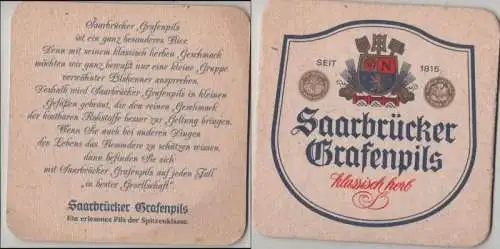 Saarbrücker Grafenpils
ist ein ganz besonderes Bier.
Denn mit seinem klassisch herben Geschmack
möchten wir ganz bewußt nur eine kleine Gruppe
verwöhnter Bierkenner ansprechen.
Deshalb wird Saarbrücker Grafenpils in kleinen
Gefäßen gebraut, die den reinen Geschmack
der kostbaren Rohstoffe besser zur Geltung bringen.
Wenn Sie auch bei anderen Dingen
des Lebens das Besondere zu schätzen wissen,
dann befinden Sie sich
mit Saarbrücker Grafenpils auf jeden Fall
„in bester Gesellschaft“.
Saarbrücker Grafenpils
Ein erlesenes Pils der Spitzenklasse.
N
SEIT 1815
Saarbrücker
Grafenpils
klassisch herb